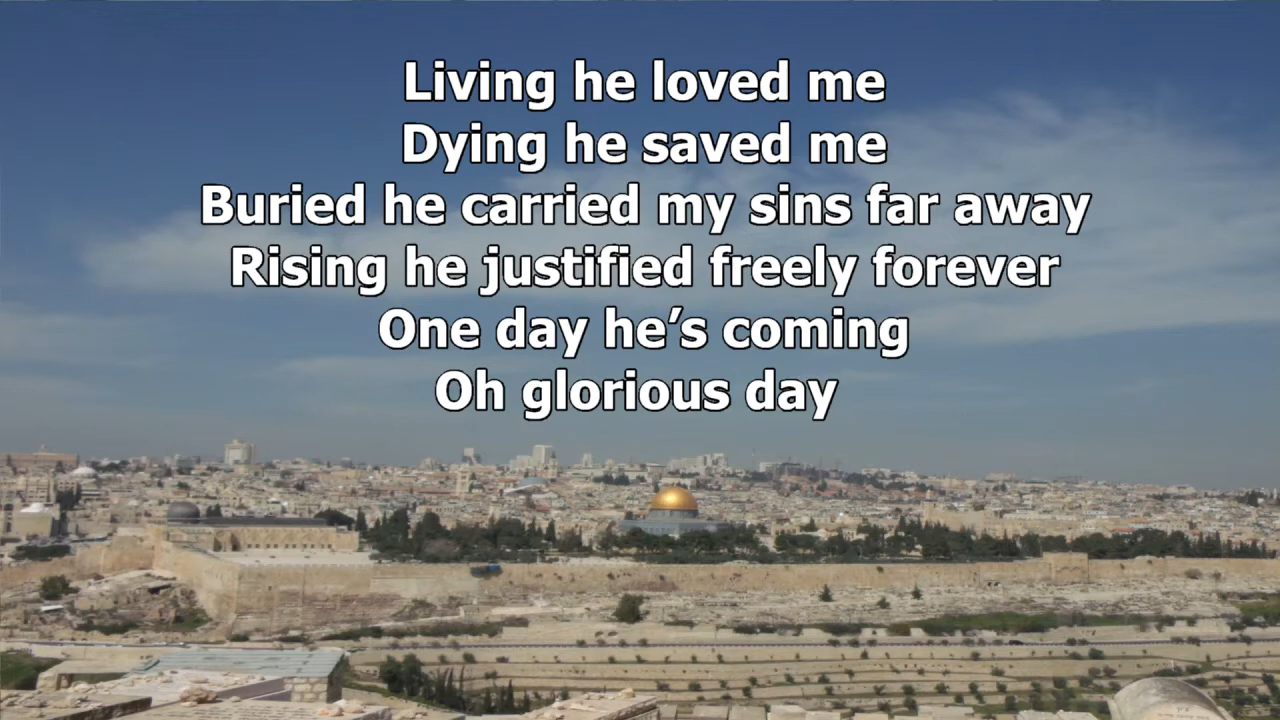 Living he loved me
Dying he saved me
Buried he carried my sins far away
Rising he justified freely forever
One day he’s coming
Oh glorious day